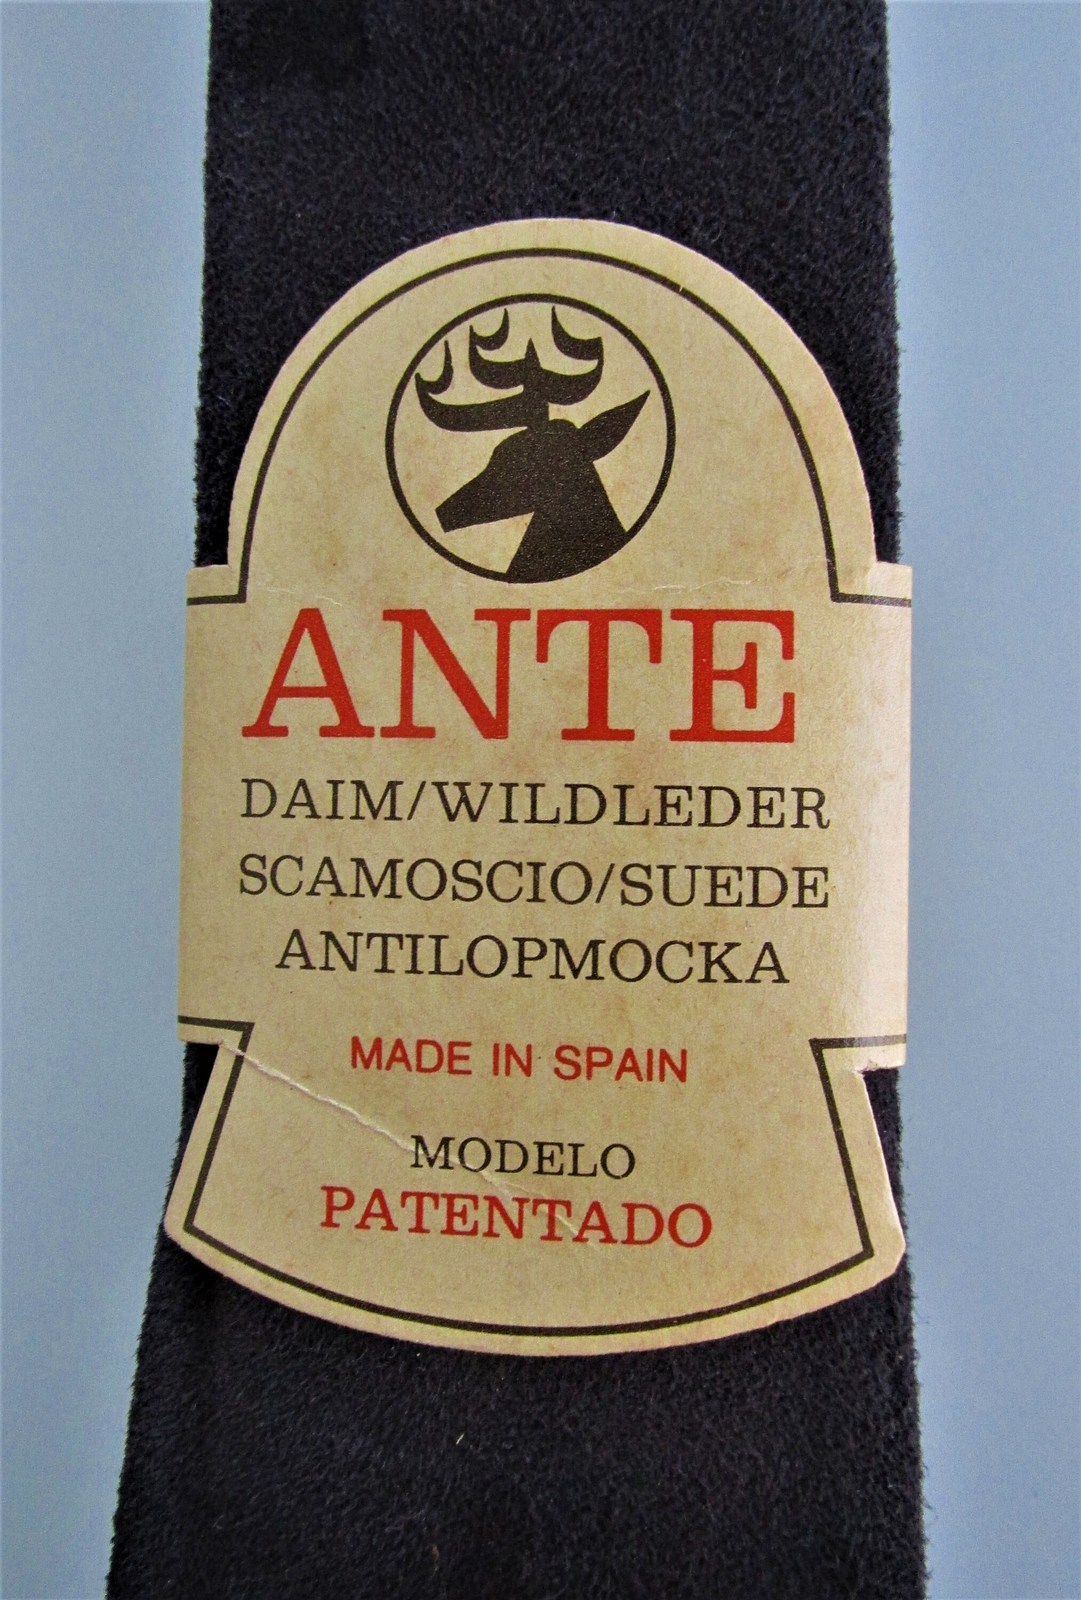 ANTE
DAIM/WILDLEDER
SCAMOSCIO/SUEDE
ANTILOPMOCKA
MADE IN SPAIN
MODELO
PATENTADO